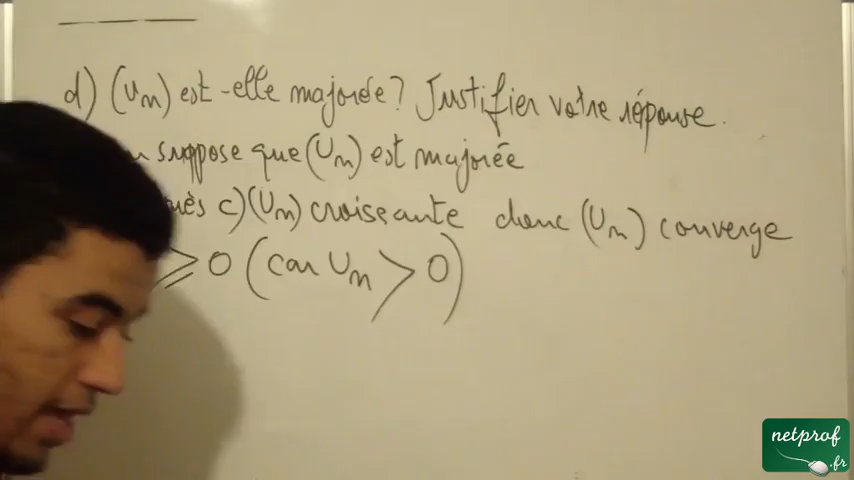 d) (Un) est-elle majorée? Justifier votre réponse.
suppose que (Un) est majorée
c) (Un) croissante donc (Un) converge
≥ 0 (car Un > 0)
netprof
.fr